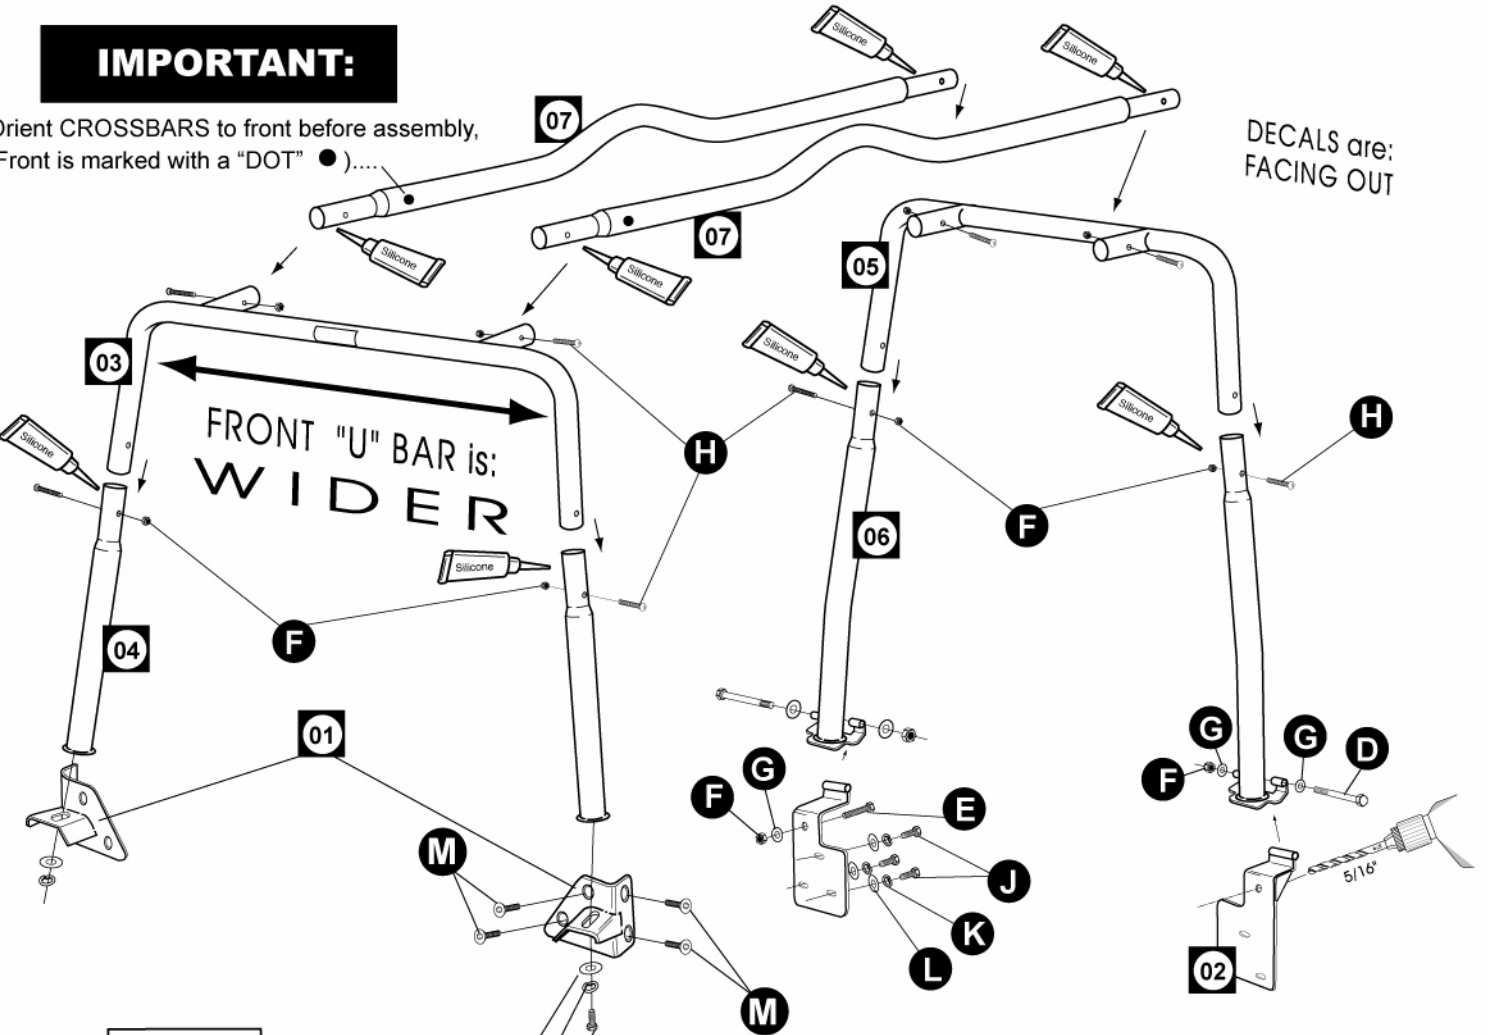 IMPORTANT:
Orient CROSSBARS to front before assembly,
Front is marked with a “DOT” ● ).....
Silicone
Silicone
07
07
DECALS are:
FACING OUT
Silicone
Silicone
05
03
Silicone
FRONT "U" BAR is:
WIDER
Silicone
Silicone
H
H
F
06
Silicone
F
04
01
G
G
D
F
G
F
E
M
J
K
5/16"
L
02
M